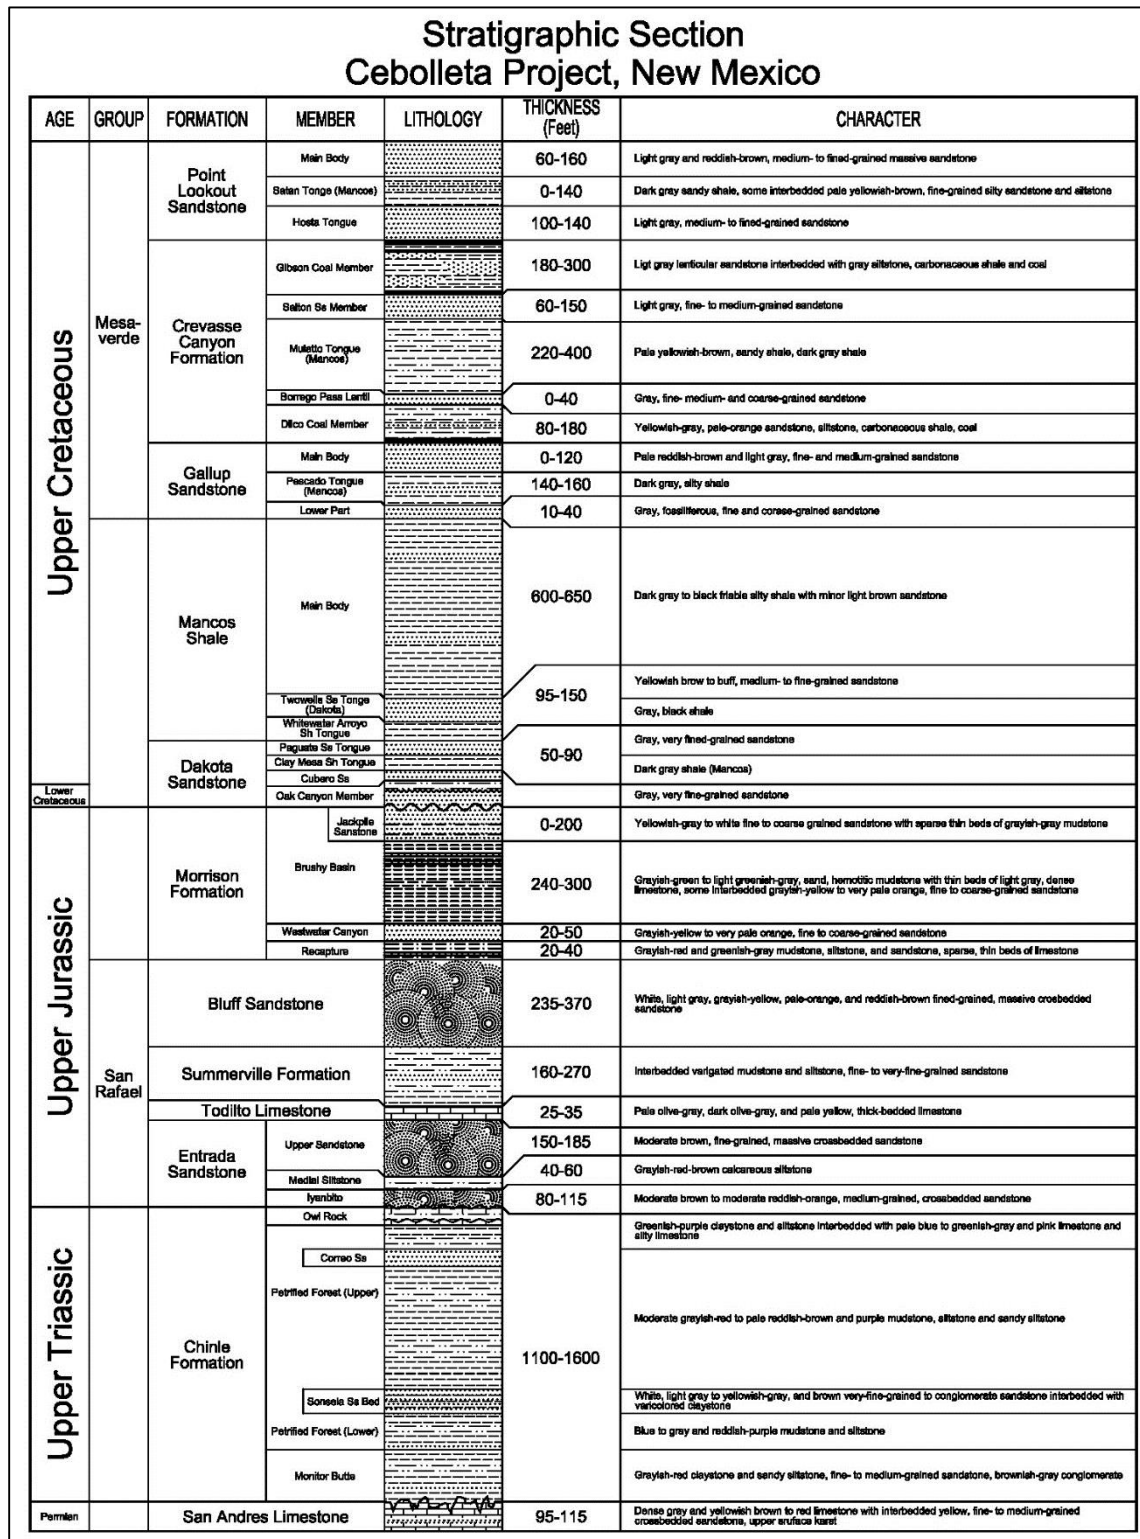 Stratigraphic Section
Cebolleta Project, New Mexico
AGE GROUP FORMATION MEMBER LITHOLOGY THICKNESS (Feet) CHARACTER
Upper Cretaceous
Mesa-
verde
Point
Lookout
Sandstone
Main Body 60-160 Light gray and reddish-brown, medium- to fined-grained massive sandstone
Satan Tonge (Mancos) 0-140 Dark gray sandy shale, some interbedded pale yellowish-brown, fine-grained silty sandstone and siltstone
Hosta Tongue 100-140 Light gray, medium- to fined-grained sandstone
Crevasse
Canyon
Formation
Gibson Coal Member 180-300 Ligt gray lenticular sandstone interbedded with gray siltstone, carbonaceous shale and coal
Salton Ss Member 60-150 Light gray, fine- to medium-grained sandstone
Mulatto Tongue
(Mancos)
220-400 Pale yellowish-brown, sandy shale, dark gray shale
Borrego Pass Lentil 0-40 Gray, fine- medium- and coarse-grained sandstone
Dilco Coal Member 80-180 Yellowish-gray, pale-orange sandstone, siltstone, carbonaceous shale, coal
Gallup
Sandstone
Main Body 0-120 Pale reddish-brown and light gray, fine- and medium-grained sandstone
Pescado Tongue
(Mancos)
140-160 Dark gray, silty shale
Lower Part 10-40 Gray, fossiliferous, fine and corase-grained sandstone
Mancos
Shale
Main Body 600-650 Dark gray to black friable silty shale with minor light brown sandstone
Twowells Ss Tonge
(Dakota)
95-150 Yellowish brow to buff, medium- to fine-grained sandstone
Whitewater Arroyo
Sh Tongue
Gray, black shale
Dakota
Sandstone
Paguate Ss Tongue 50-90 Gray, very fined-grained sandstone
Clay Mesa Sh Tongue Dark gray shale (Mancos)
Cubero Ss
Lower
Cretaceous
Oak Canyon Member Gray, very fine-grained sandstone
Upper Jurassic
Morrison
Formation
Jackpile
Sanstone
0-200 Yellowish-gray to white fine to coarse grained sandstone with sparse thin beds of grayish-gray mudstone
Brushy Basin 240-300 Grayish-green to light greenish-gray, sand, hemotitic mudstone with thin beds of light gray, dense
limestone, some interbedded grayish-yellow to very pale orange, fine to coarse-grained sandstone
Westwater Canyon 20-50 Grayish-yellow to very pale orange, fine to coarse-grained sandstone
Recapture 20-40 Grayish-red and greenish-gray mudstone, siltstone, and sandstone, sparse, thin beds of limestone
San
Rafael
Bluff Sandstone 235-370 White, light gray, grayish-yellow, pale-orange, and reddish-brown fined-grained, massive crosbedded
sandstone
Summerville Formation 160-270 Interbedded varigated mudstone and siltstone, fine- to very-fine-grained sandstone
Todilto Limestone 25-35 Pale olive-gray, dark olive-gray, and pale yellow, thick-bedded limestone
Entrada
Sandstone
Upper Sandstone 150-185 Moderate brown, fine-grained, massive crossbedded sandstone
Medial Siltstone 40-60 Grayish-red-brown calcareous siltstone
Iyanbito 80-115 Moderate brown to moderate reddish-orange, medium-grained, crosabedded sandstone
Upper Triassic
Chinle
Formation
1100-1600
Owl Rock Greenish-purple claystone and siltstone interbedded with pale blue to greenish-gray and pink limestone and
silty limestone
Correo Ss
Petrified Forest (Upper) Moderate grayish-red to pale reddish-brown and purple mudstone, siltstone and sandy siltstone
Sonsela Ss Bed White, light gray to yellowish-gray, and brown very-fine-grained to conglomerate sandstone interbedded with
varicolored claystone
Petrified Forest (Lower) Blue to gray and reddish-purple mudstone and siltstone
Monitor Butte Grayish-red claystone and sandy siltstone, fine- to medium-grained sandstone, brownish-gray conglomerate
Permian San Andres Limestone 95-115 Dense gray and yellowish brown to red limestone with interbedded yellow, fine- to medium-grained
crossbedded sandstone, upper sruface karst